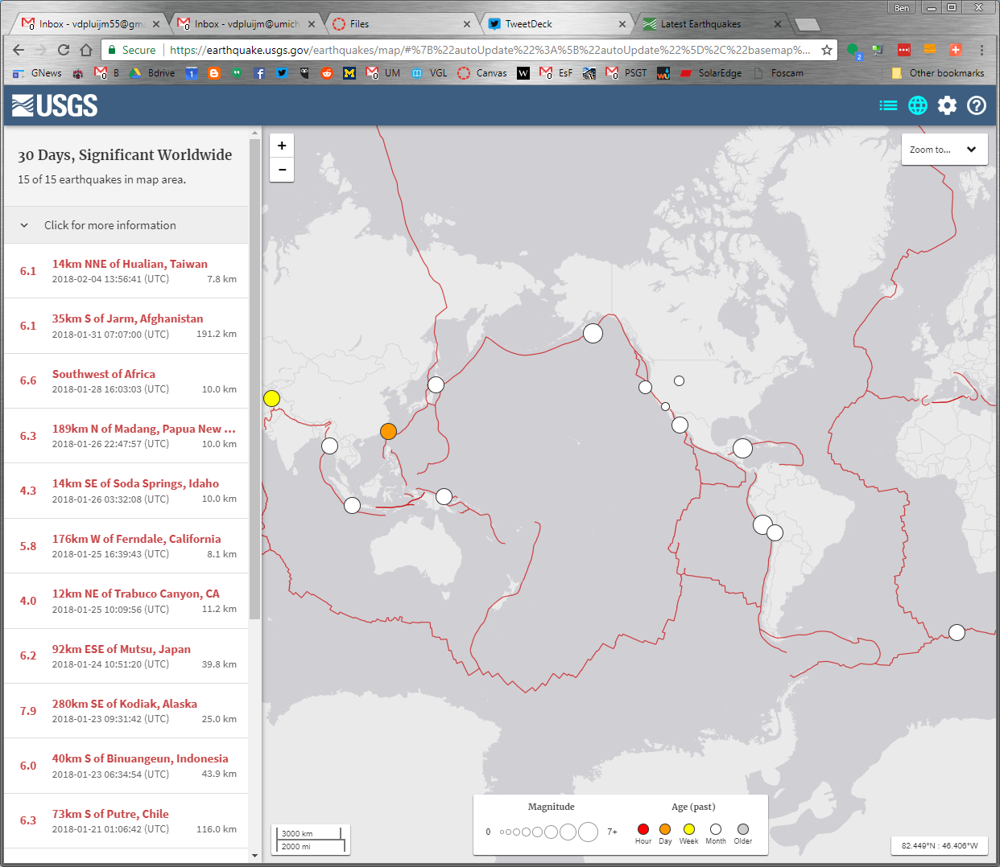 Ben
Inbox - vdpluijm55@gm
Inbox - vdpluijm@umich
Files
TweetDeck
Latest Earthquakes
Secure
https://earthquake.usgs.gov/earthquakes/map/#%7B%22autoUpdate%22%3A%5B%22autoUpdate%22%5D%2C%22basemap%...
2
GNews
B
Bdrive
VGL
UM
Canvas
EsF
PSGT
SolarEdge
Foscam
Other bookmarks
USGS
30 Days, Significant Worldwide
15 of 15 earthquakes in map area.
Click for more information
6.1 14km NNE of Hualian, Taiwan
2018-02-04 13:56:41 (UTC) 7.8 km
6.1 35km S of Jarm, Afghanistan
2018-01-31 07:07:00 (UTC) 191.2 km
6.6 Southwest of Africa
2018-01-28 16:03:03 (UTC) 10.0 km
6.3 189km N of Madang, Papua New ...
2018-01-26 22:47:57 (UTC) 10.0 km
4.3 14km SE of Soda Springs, Idaho
2018-01-26 03:32:08 (UTC) 10.0 km
5.8 176km W of Ferndale, California
2018-01-25 16:39:43 (UTC) 8.1 km
4.0 12km NE of Trabuco Canyon, CA
2018-01-25 10:09:56 (UTC) 11.2 km
6.2 92km ESE of Mutsu, Japan
2018-01-24 10:51:20 (UTC) 39.8 km
7.9 280km SE of Kodiak, Alaska
2018-01-23 09:31:42 (UTC) 25.0 km
6.0 40km S of Binuangeun, Indonesia
2018-01-23 06:34:54 (UTC) 43.9 km
6.3 73km S of Putre, Chile
2018-01-21 01:06:42 (UTC) 116.0 km
+
−
Zoom to...
3000 km
2000 mi
Magnitude
0 7+
Age (past)
Hour Day Week Month Older
82.449°N : 46.406°W